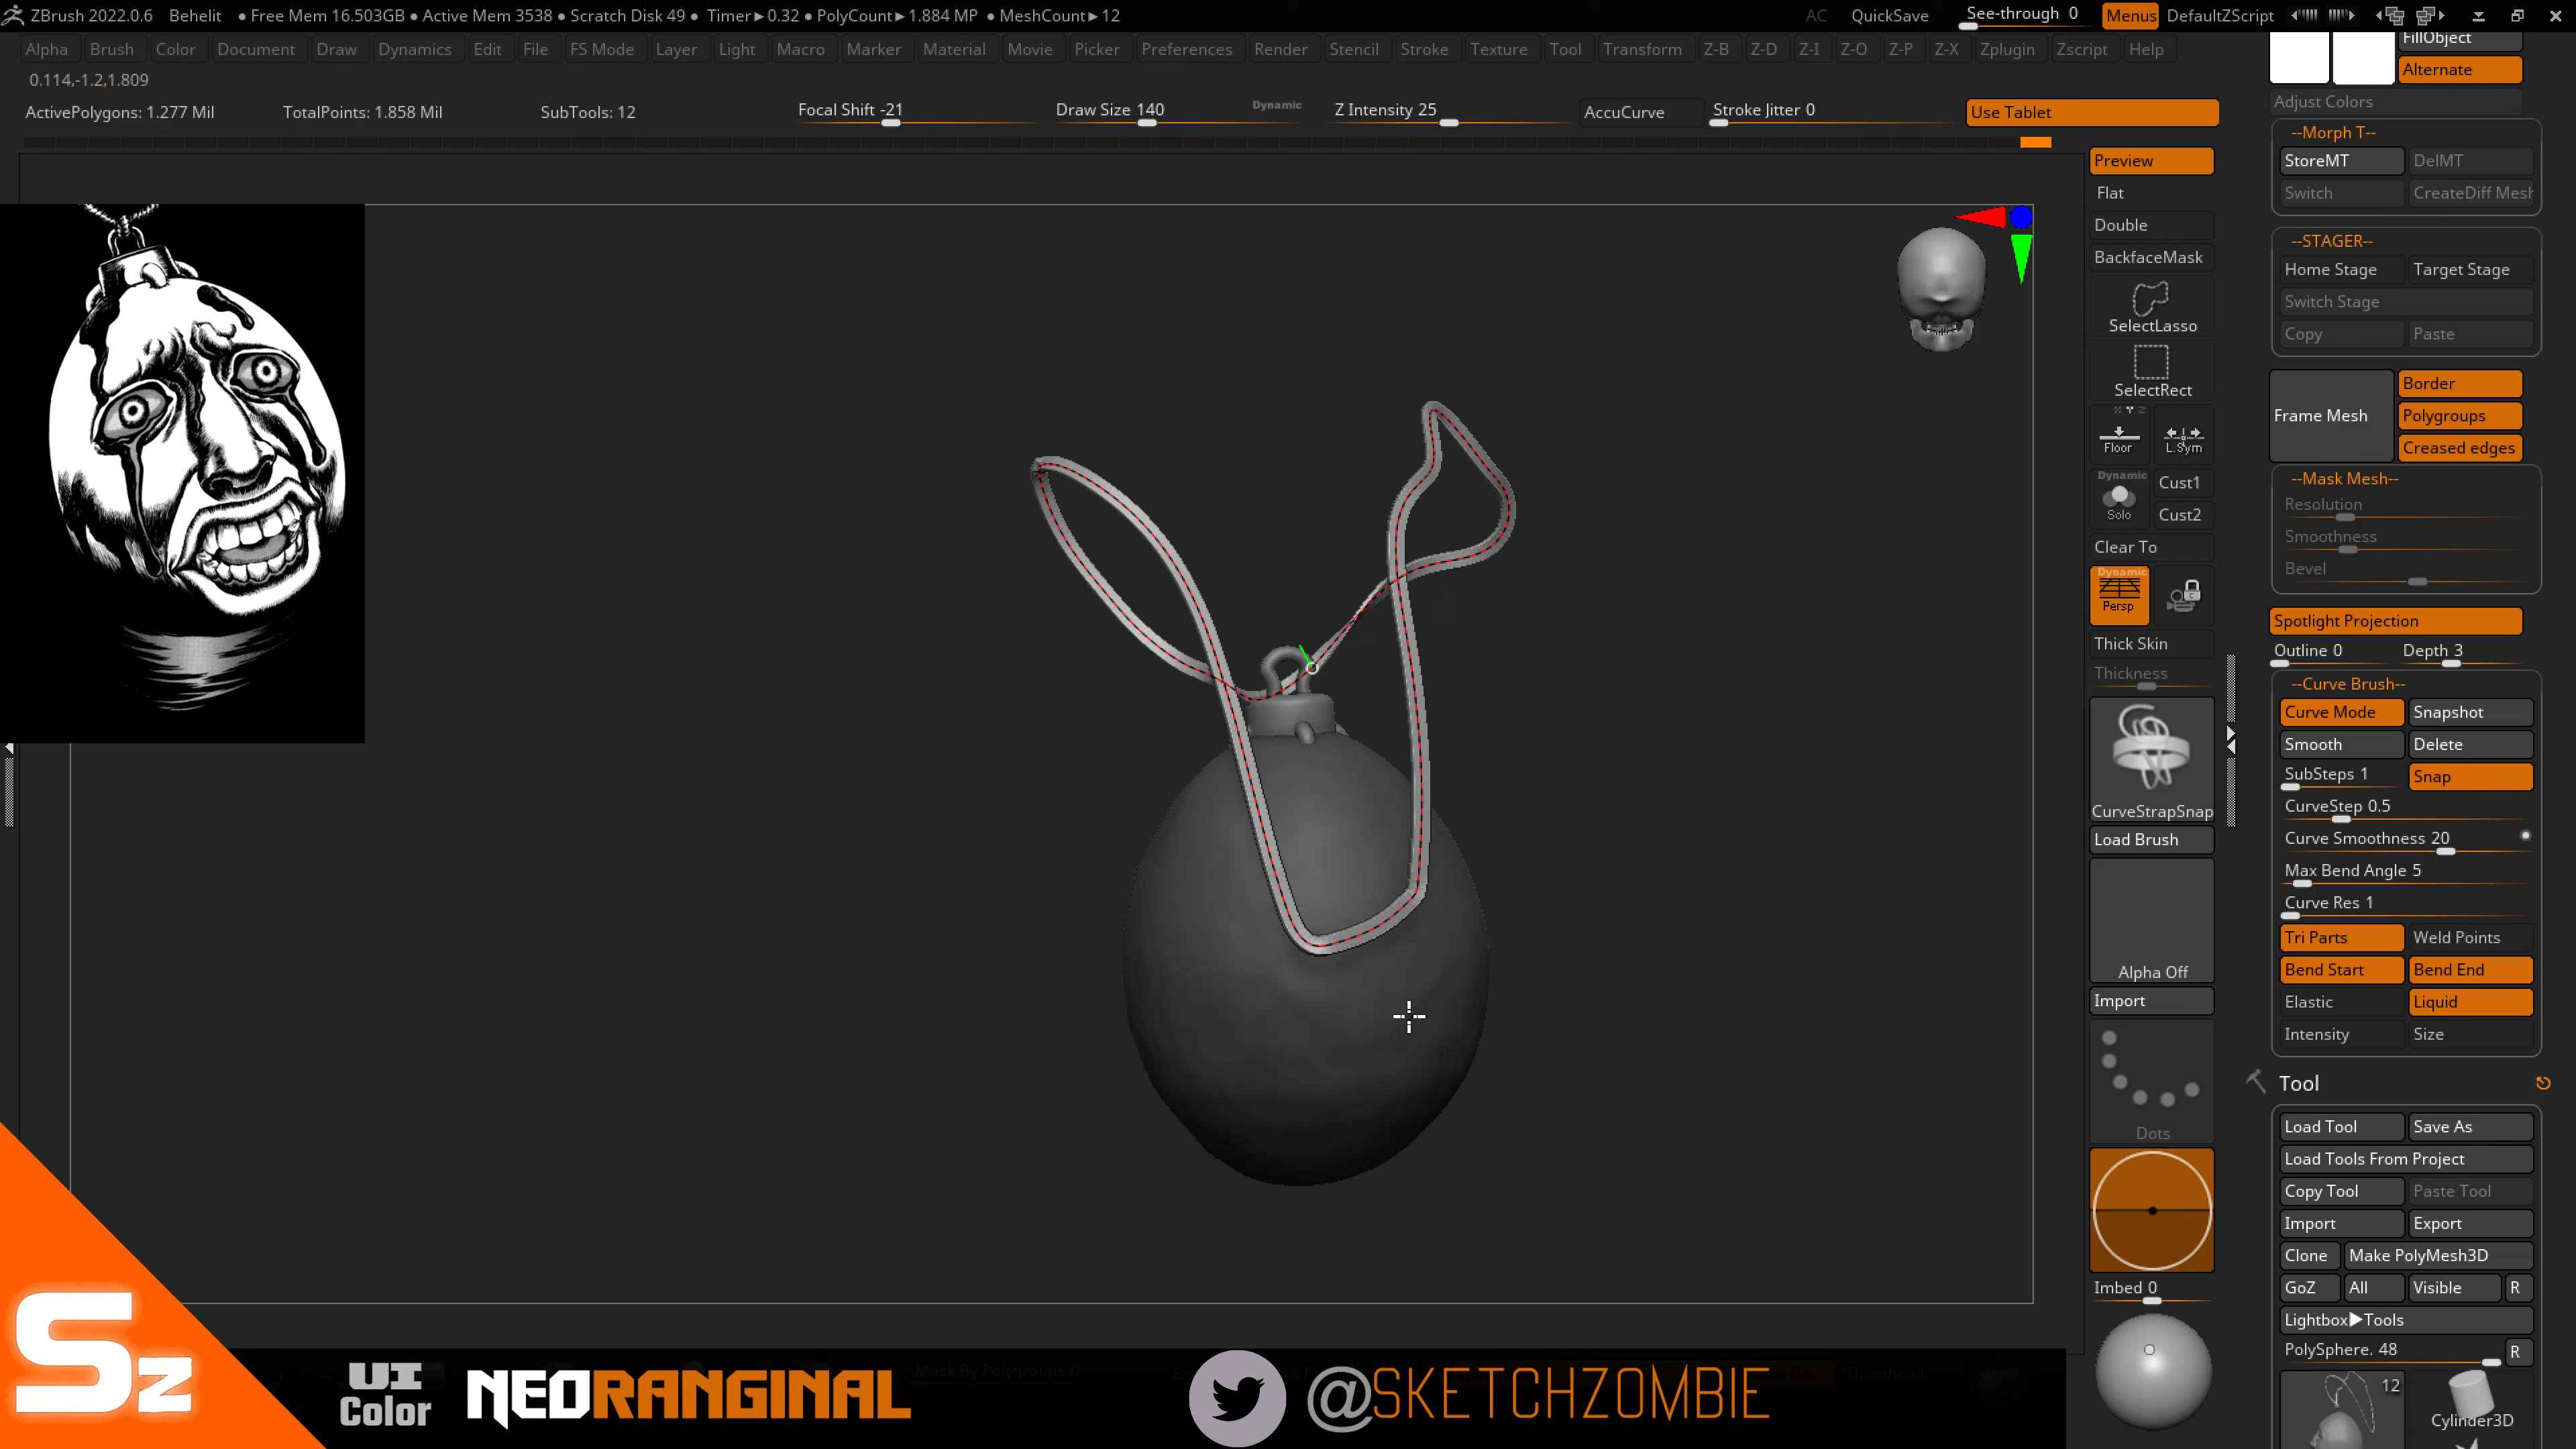 ZBrush 2022.0.6 Behelit • Free Mem 16.503GB • Active Mem 3538 • Scratch Disk 49 • Timer►0.32 • PolyCount►1.884 MP • MeshCount►12 AC QuickSave See-through 0 Menus DefaultZScript
Alpha Brush Color Document Draw Dynamics Edit File FS Mode Layer Light Macro Marker Material Movie Picker Preferences Render Stencil Stroke Texture Tool Transform Z-B Z-D Z-I Z-O Z-P Z-X Zplugin Zscript Help
0.114,-1.2,1.809
ActivePolygons: 1.277 Mil TotalPoints: 1.858 Mil SubTools: 12 Focal Shift -21 Draw Size 140 Dynamic Z Intensity 25 AccuCurve Stroke Jitter 0 Use Tablet
Preview
Flat
Double
BackfaceMask
SelectLasso
SelectRect
X Y Z
Floor L.Sym
Dynamic
Solo
Cust1
Cust2
Clear To
Dynamic
Persp
Thick Skin
Thickness
CurveStrapSnap
Load Brush
Alpha Off
Import
Dots
Imbed 0
FillObject
Alternate
Adjust Colors
--Morph T--
StoreMT DelMT
Switch CreateDiff Mesh
--STAGER--
Home Stage Target Stage
Switch Stage
Copy Paste
Frame Mesh
Border
Polygroups
Creased edges
--Mask Mesh--
Resolution
Smoothness
Bevel
Spotlight Projection
Outline 0 Depth 3
--Curve Brush--
Curve Mode Snapshot
Smooth Delete
SubSteps 1 Snap
CurveStep 0.5
Curve Smoothness 20
Max Bend Angle 5
Curve Res 1
Tri Parts Weld Points
Bend Start Bend End
Elastic Liquid
Intensity Size
Tool
Load Tool Save As
Load Tools From Project
Copy Tool Paste Tool
Import Export
Clone Make PolyMesh3D
GoZ All Visible R
Lightbox►Tools
PolySphere. 48 R
12
Cylinder3D
Mask By Polygroups 0
Thumbnail
Sz
UI
Color
NEORANGINAL
@SKETCHZOMBIE